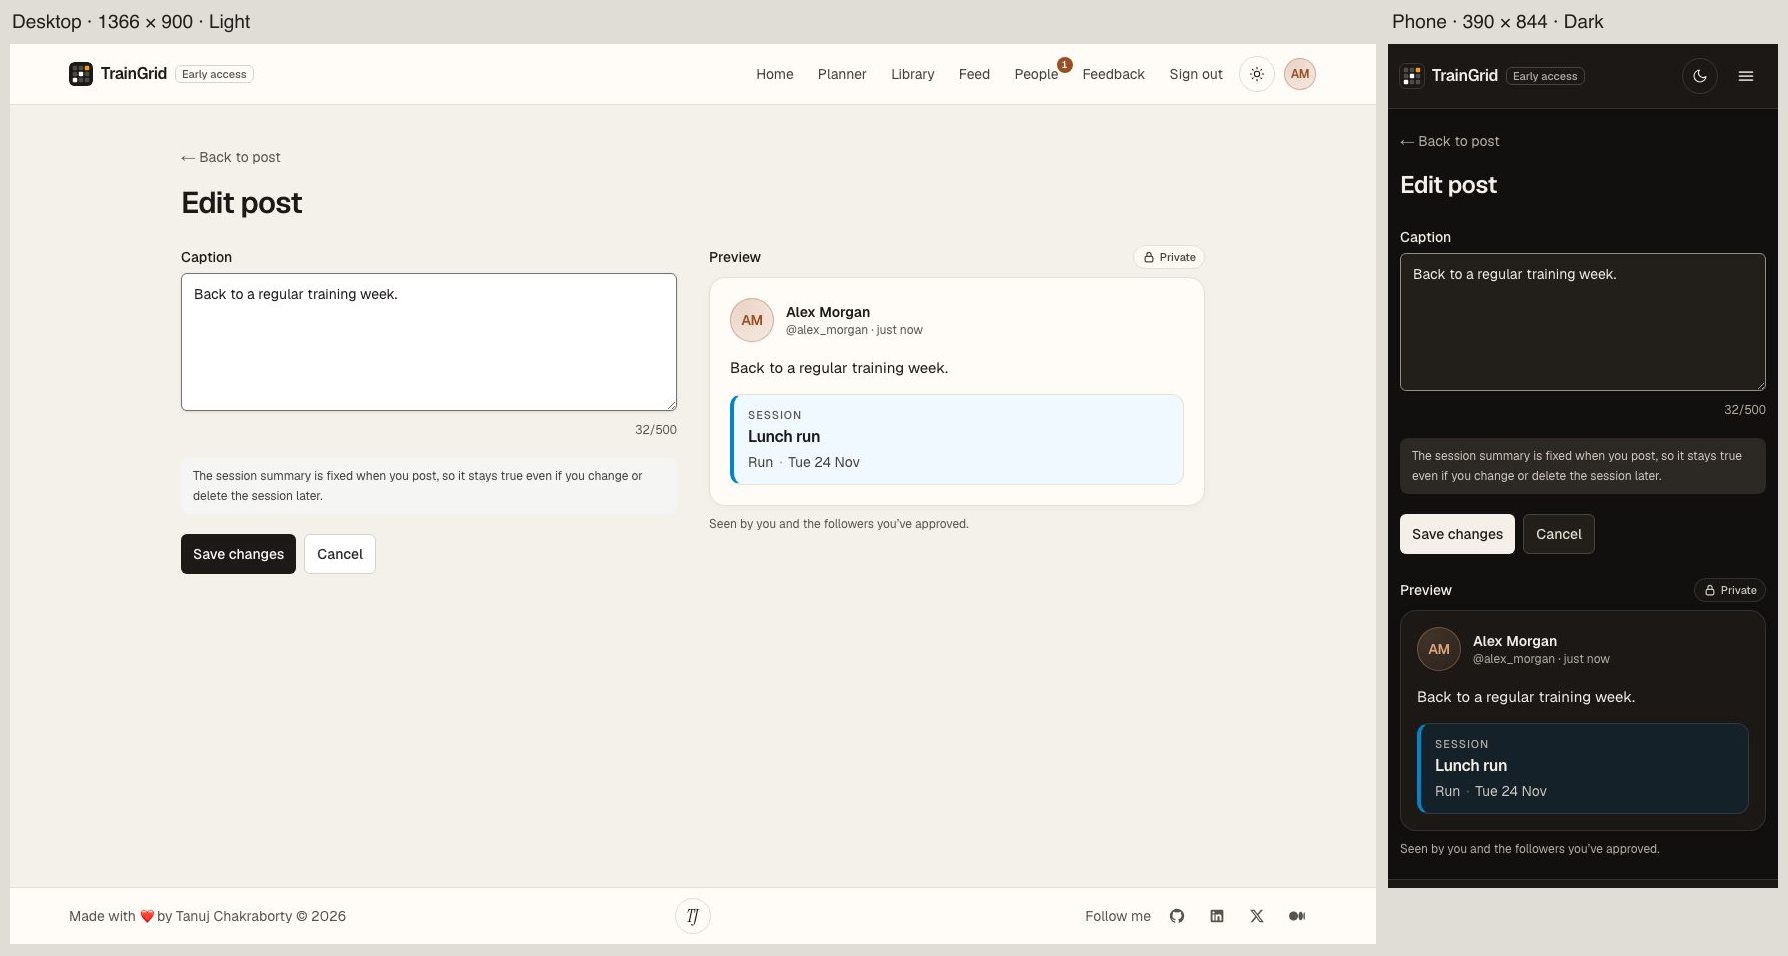 Desktop · 1366 × 900 · Light
TrainGrid Early access
Home Planner Library Feed People 1 Feedback Sign out AM
← Back to post
Edit post
Caption
Back to a regular training week.
32/500
The session summary is fixed when you post, so it stays true even if you change or
delete the session later.
Save changes Cancel
Preview Private
AM
Alex Morgan
@alex_morgan · just now
Back to a regular training week.
SESSION
Lunch run
Run · Tue 24 Nov
Seen by you and the followers you’ve approved.
Made with ❤️ by Tanuj Chakraborty © 2026
TJ
Follow me
Phone · 390 × 844 · Dark
TrainGrid Early access
← Back to post
Edit post
Caption
Back to a regular training week.
32/500
The session summary is fixed when you post, so it stays true
even if you change or delete the session later.
Save changes Cancel
Preview Private
AM
Alex Morgan
@alex_morgan · just now
Back to a regular training week.
SESSION
Lunch run
Run · Tue 24 Nov
Seen by you and the followers you’ve approved.